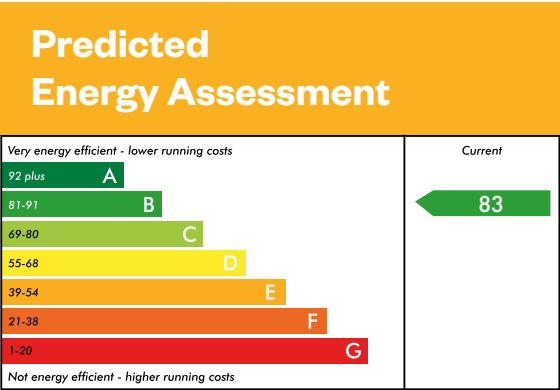 Predicted
Energy Assessment
Very energy efficient - lower running costs
Current
92 plus A
81-91 B
83
69-80 C
55-68 D
39-54 E
21-38 F
1-20 G
Not energy efficient - higher running costs